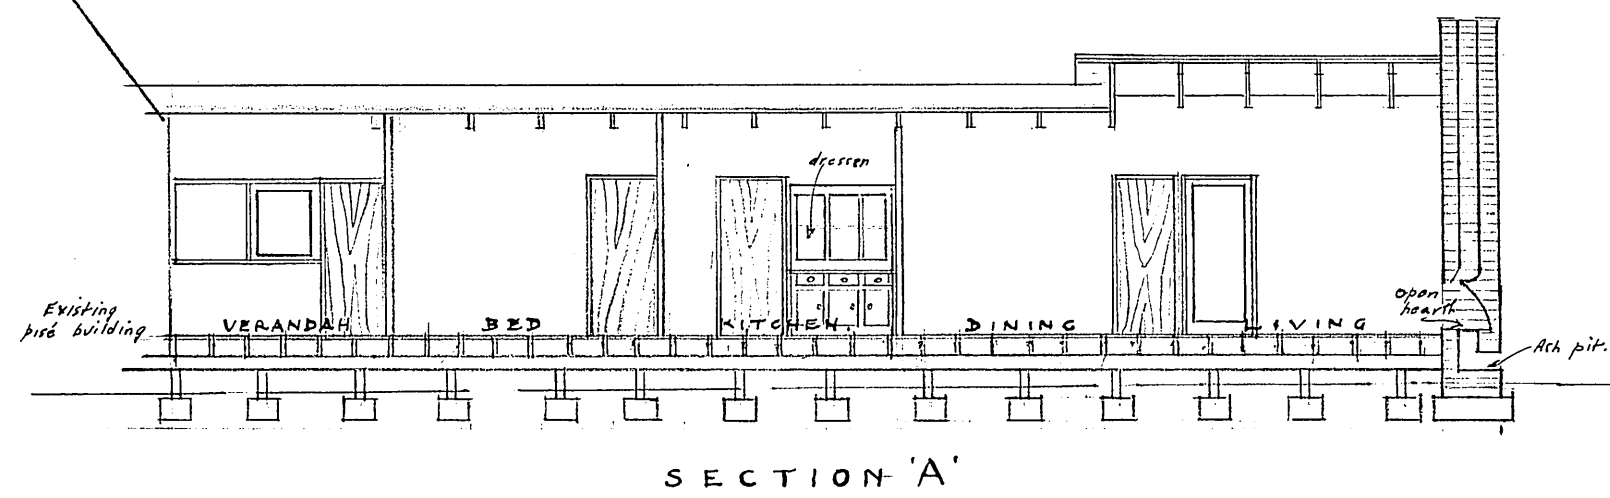 dresser
Existing
pisé building
VERANDAH
BED
KITCHEN.
DINING
LIVING
open
hearth
Ash pit.
SECTION 'A'